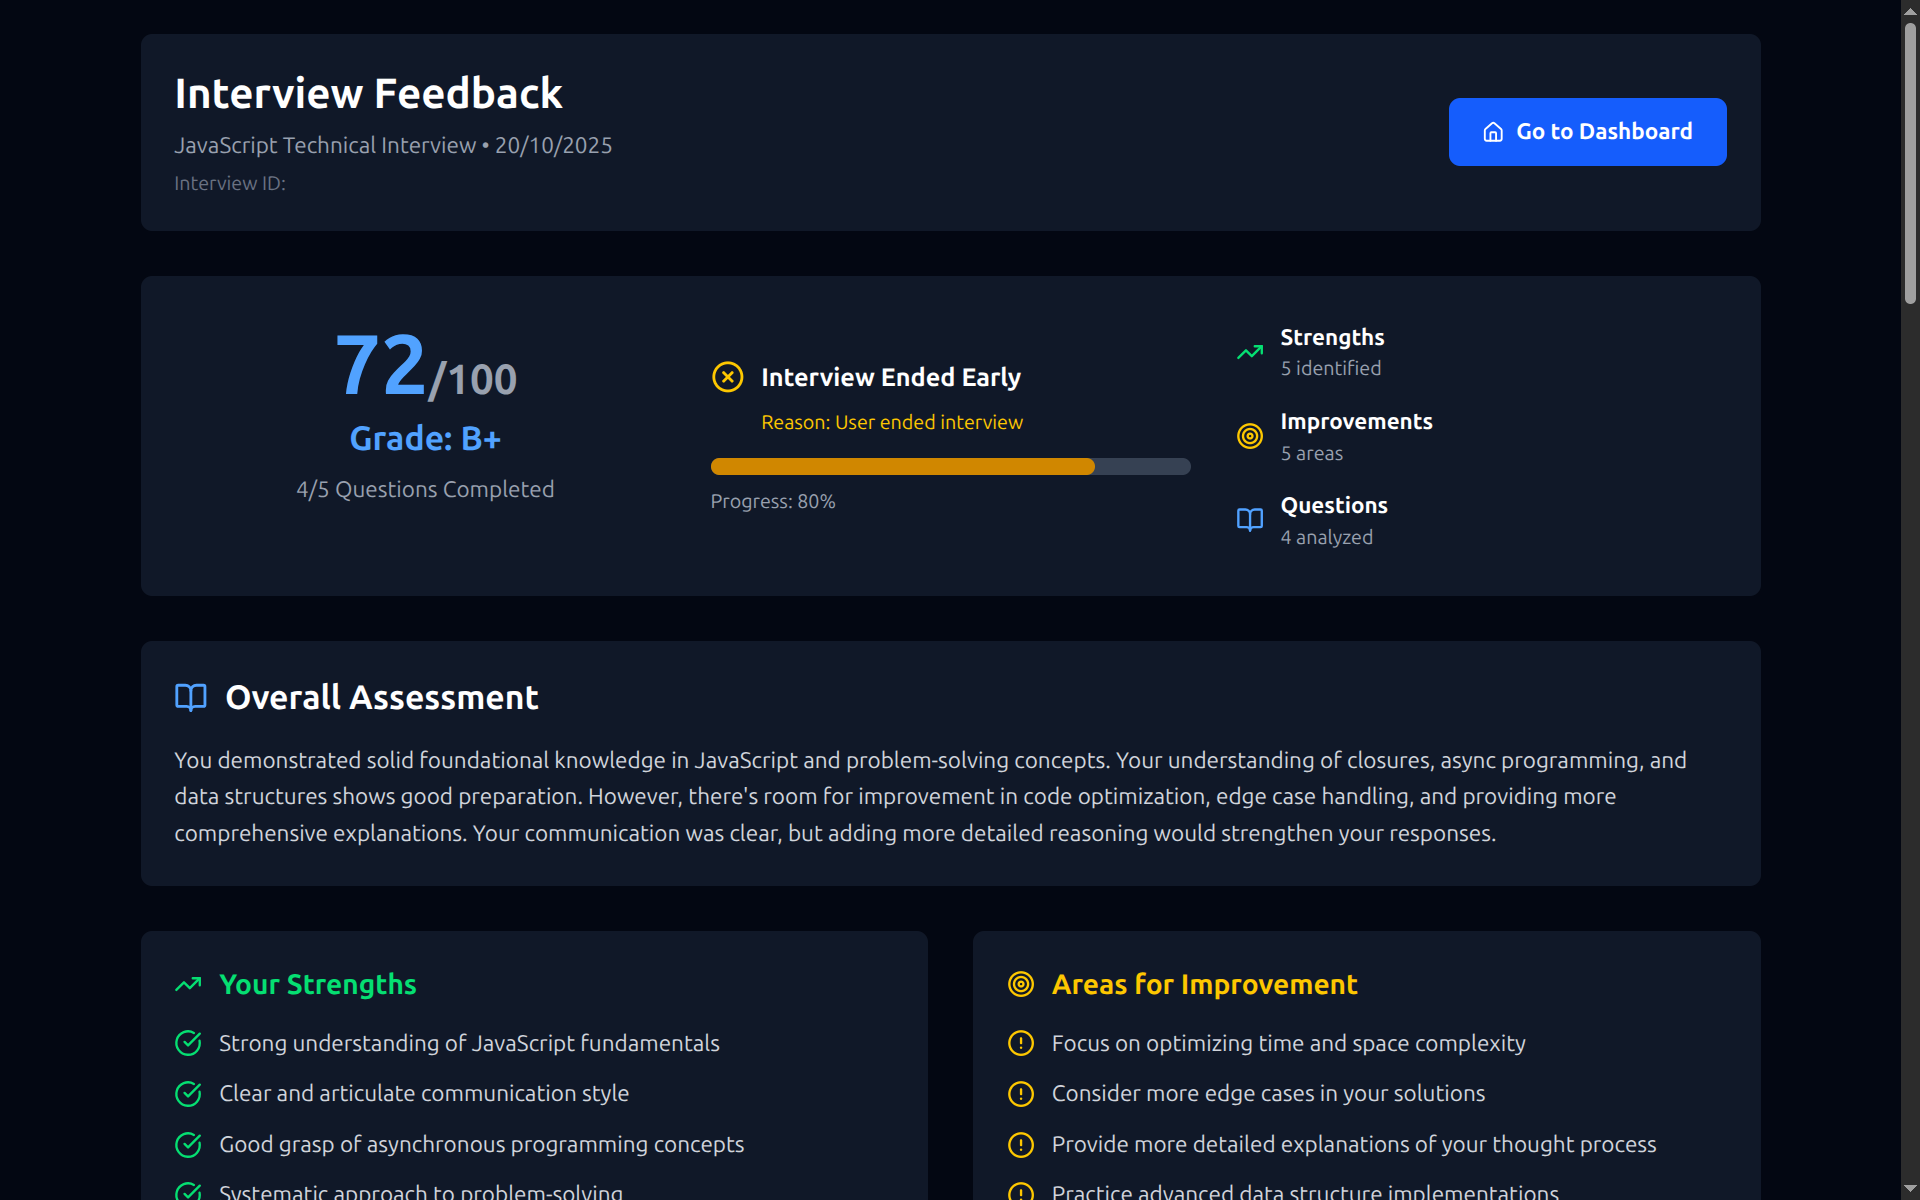 Interview Feedback
JavaScript Technical Interview • 20/10/2025
Interview ID:
Go to Dashboard
72/100
Grade: B+
4/5 Questions Completed
Interview Ended Early
Reason: User ended interview
Progress: 80%
Strengths
5 identified
Improvements
5 areas
Questions
4 analyzed
Overall Assessment
You demonstrated solid foundational knowledge in JavaScript and problem-solving concepts. Your understanding of closures, async programming, and
data structures shows good preparation. However, there's room for improvement in code optimization, edge case handling, and providing more
comprehensive explanations. Your communication was clear, but adding more detailed reasoning would strengthen your responses.
Your Strengths
Strong understanding of JavaScript fundamentals
Clear and articulate communication style
Good grasp of asynchronous programming concepts
Systematic approach to problem-solving
Areas for Improvement
Focus on optimizing time and space complexity
Consider more edge cases in your solutions
Provide more detailed explanations of your thought process
Practice advanced data structure implementations